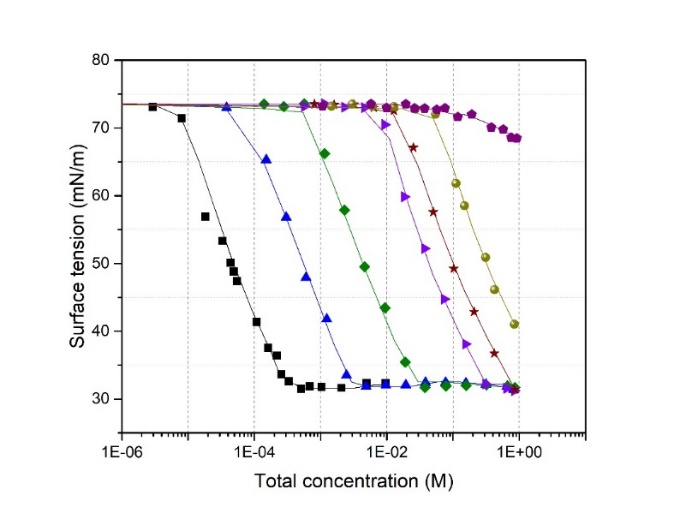 80
70
60
50
40
30
Surface tension (mN/m)
1E-06
1E-04
1E-02
1E+00
Total concentration (M)